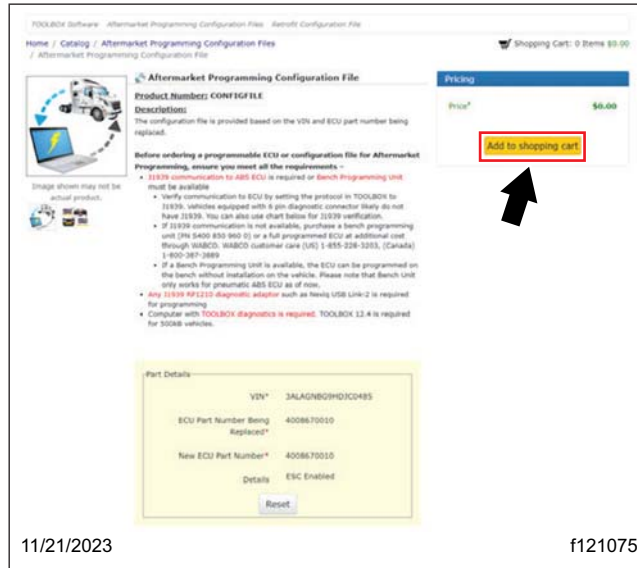 TOOLBOX Software Aftermarket Programming Configuration Files Retrofit Configuration File
Home / Catalog / Aftermarket Programming Configuration Files
/ Aftermarket Programming Configuration File
Shopping Cart: 0 Items $0.00
Aftermarket Programming Configuration File
Product Number: CONFIGFILE
Description:
The configuration file is provided based on the VIN and ECU part number being
replaced.
Before ordering a programmable ECU or configuration file for Aftermarket
Programming, ensure you meet all the requirements –
• J1939 communication to ABS ECU is required or Bench Programming Unit
must be available
• Verify communication to ECU by setting the protocol in TOOLBOX to
J1939. Vehicles equipped with 6 pin diagnostic connector likely do not
have J1939. You can also use chart below for J1939 verification.
• If J1939 communication is not available, purchase a bench programming
unit (PN S400 850 960 0) or a full programmed ECU at additional cost
through WABCO. WABCO customer care (US) 1-855-228-3203, (Canada)
1-800-387-3889
• If a Bench Programming Unit is available, the ECU can be programmed on
the bench without installation on the vehicle. Please note that Bench Unit
only works for pneumatic ABS ECU as of now.
• Any J1939 RP1210 diagnostic adaptor such as Nexiq USB Link-2 is required
for programming
• Computer with TOOLBOX diagnostics is required. TOOLBOX 12.4 is required
for 500kB vehicles.
Image shown may not be
actual product.
Pricing
Price* $0.00
Add to shopping cart
Part Details
VIN* 3ALAGNBG9HDJC0485
ECU Part Number Being 4008670010
Replaced*
New ECU Part Number* 4008670010
Details ESC Enabled
Reset
11/21/2023 f121075